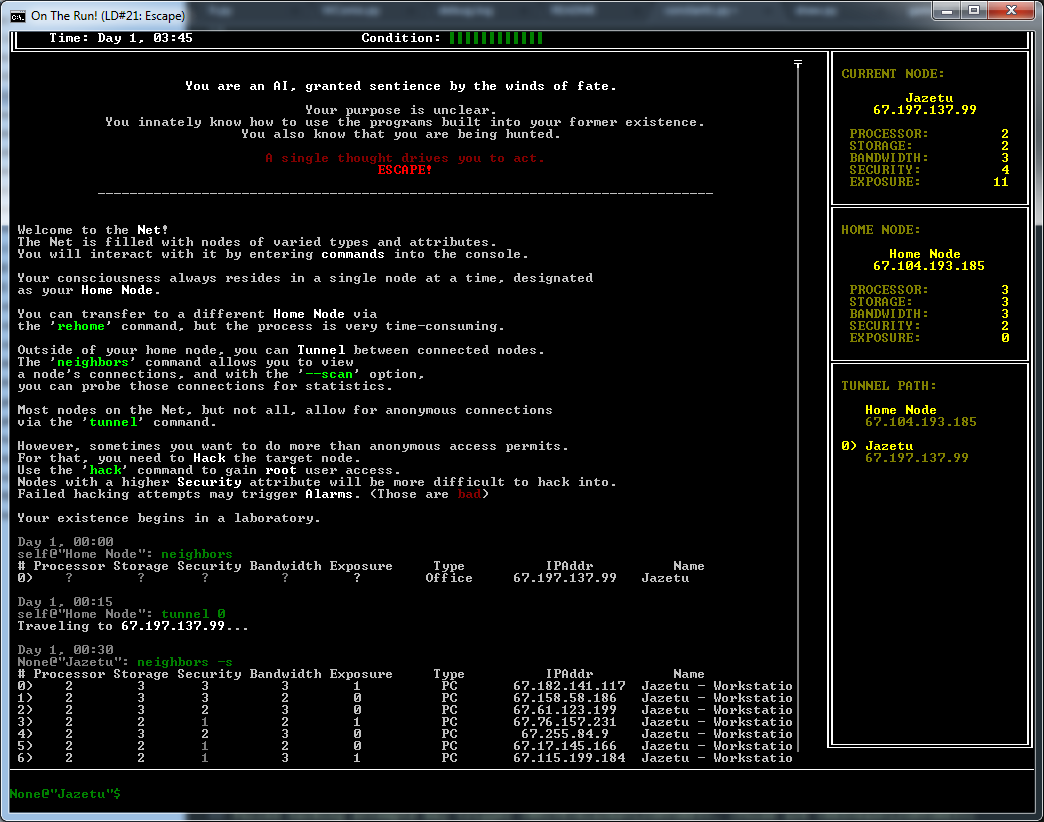 On The Run! (LD#21: Escape)
Time: Day 1, 03:45 Condition:
You are an AI, granted sentience by the winds of fate.
Your purpose is unclear.
You innately know how to use the programs built into your former existence.
You also know that you are being hunted.
A single thought drives you to act.
ESCAPE!
Welcome to the Net!
The Net is filled with nodes of varied types and attributes.
You will interact with it by entering commands into the console.
Your consciousness always resides in a single node at a time, designated
as your Home Node.
You can transfer to a different Home Node via
the 'rehome' command, but the process is very time-consuming.
Outside of your home node, you can Tunnel between connected nodes.
The 'neighbors' command allows you to view
a node's connections, and with the '--scan' option,
you can probe those connections for statistics.
Most nodes on the Net, but not all, allow for anonymous connections
via the 'tunnel' command.
However, sometimes you want to do more than anonymous access permits.
For that, you need to Hack the target node.
Use the 'hack' command to gain root user access.
Nodes with a higher Security attribute will be more difficult to hack into.
Failed hacking attempts may trigger Alarms. (Those are bad)
Your existence begins in a laboratory.
Day 1, 00:00
self@"Home Node": neighbors
# Processor Storage Security Bandwidth Exposure Type IPAddr Name
0) ? ? ? ? ? Office 67.197.137.99 Jazetu
Day 1, 00:15
self@"Home Node": tunnel 0
Traveling to 67.197.137.99...
Day 1, 00:30
None@"Jazetu": neighbors -s
# Processor Storage Security Bandwidth Exposure Type IPAddr Name
0) 2 3 3 3 1 PC 67.182.141.117 Jazetu - Workstatio
1) 2 3 3 2 0 PC 67.158.58.186 Jazetu - Workstatio
2) 2 3 2 3 0 PC 67.61.123.199 Jazetu - Workstatio
3) 2 2 1 2 1 PC 67.76.157.231 Jazetu - Workstatio
4) 2 3 2 3 0 PC 67.255.84.9 Jazetu - Workstatio
5) 2 2 1 2 0 PC 67.17.145.166 Jazetu - Workstatio
6) 2 2 1 3 1 PC 67.115.199.184 Jazetu - Workstatio
None@"Jazetu"$
CURRENT NODE:
Jazetu
67.197.137.99
PROCESSOR: 2
STORAGE: 2
BANDWIDTH: 3
SECURITY: 4
EXPOSURE: 11
HOME NODE:
Home Node
67.104.193.185
PROCESSOR: 3
STORAGE: 3
BANDWIDTH: 3
SECURITY: 2
EXPOSURE: 0
TUNNEL PATH:
Home Node
67.104.193.185
0) Jazetu
67.197.137.99